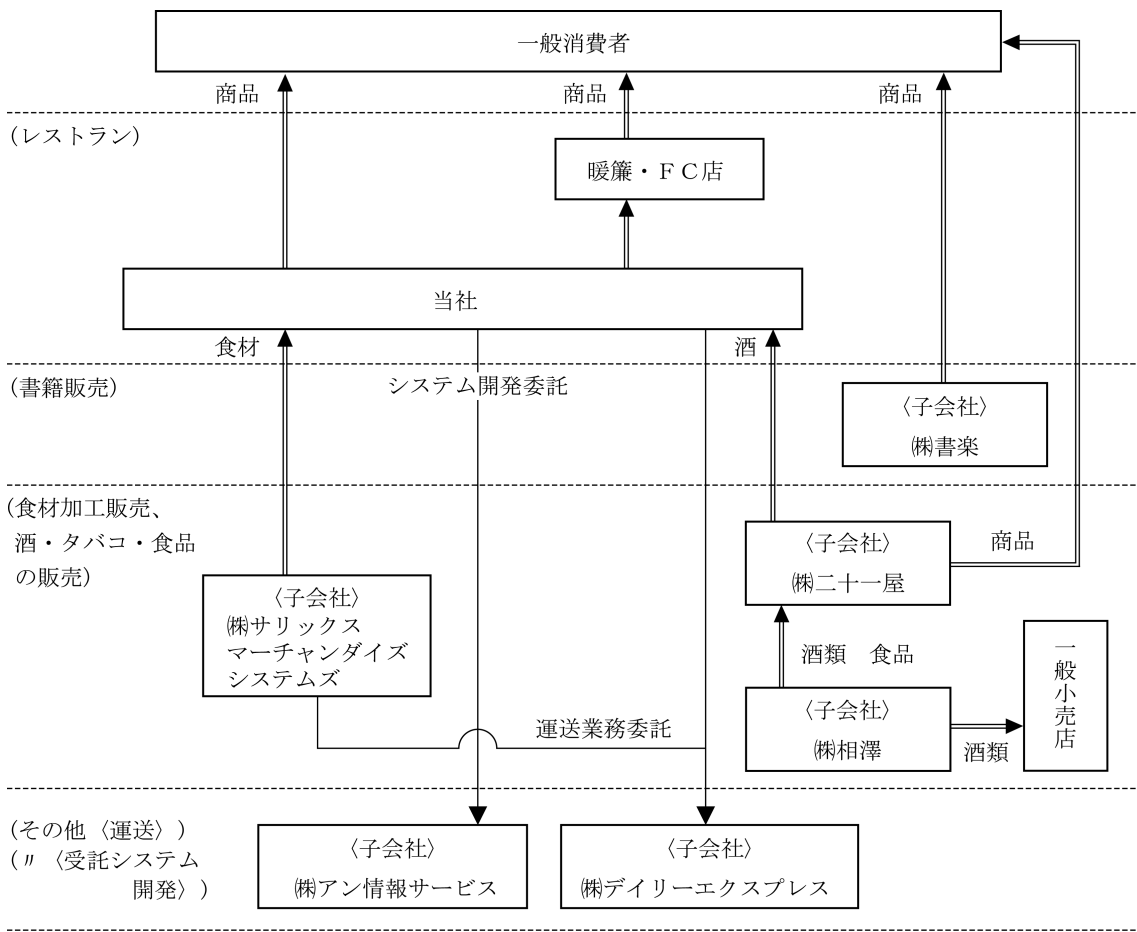 一般消費者
商品
商品
商品
(レストラン)
暖簾・ＦＣ店
当社
食材
酒
(書籍販売)
システム開発委託
〈子会社〉
㈱書楽
(食材加工販売、
酒・タバコ・食品
の販売)
〈子会社〉
㈱二十一屋
商品
〈子会社〉
㈱サリックス
マーチャンダイズ
システムズ
酒類　食品
一般小売店
〈子会社〉
㈱相澤
酒類
運送業務委託
(その他〈運送〉)
(〃〈受託システム
開発〉)
〈子会社〉
㈱アン情報サービス
〈子会社〉
㈱デイリーエクスプレス